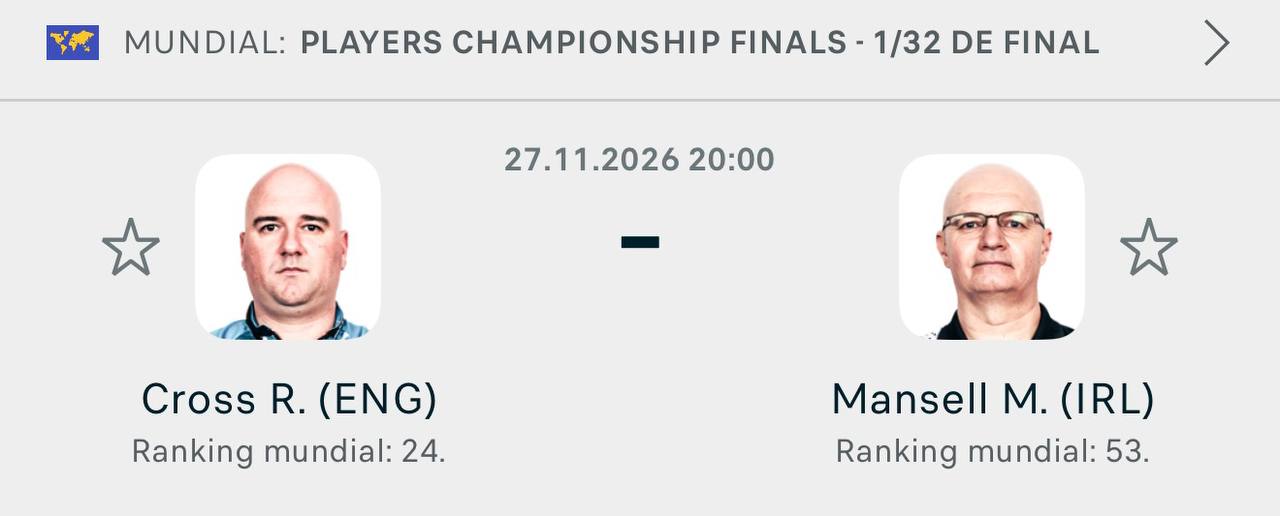 MUNDIAL: PLAYERS CHAMPIONSHIP FINALS - 1/32 DE FINAL
27.11.2026 20:00
-
Cross R. (ENG)
Ranking mundial: 24.
Mansell M. (IRL)
Ranking mundial: 53.